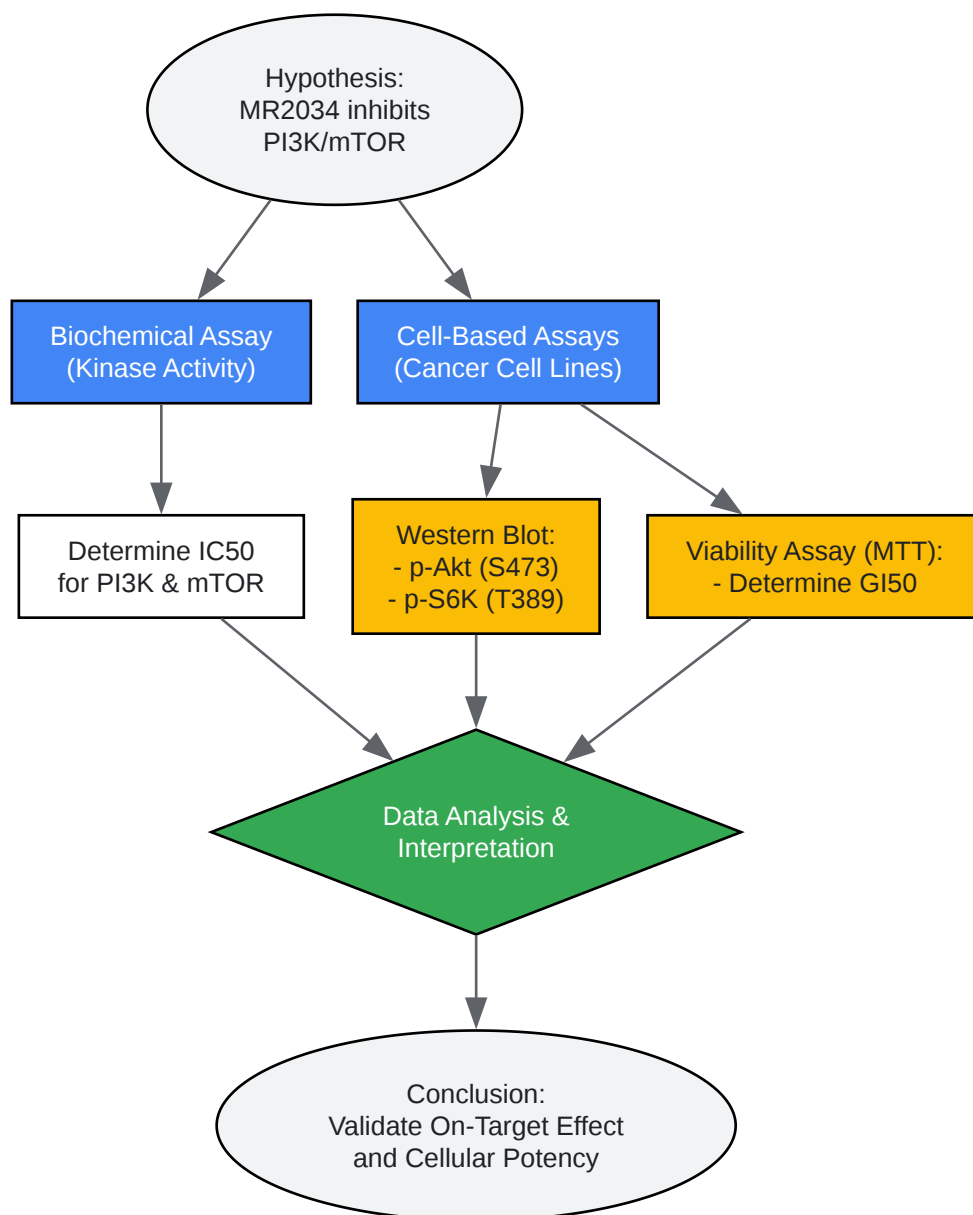 Hypothesis:
MR2034 inhibits
PI3K/mTOR
Biochemical Assay
(Kinase Activity)
Cell-Based Assays
(Cancer Cell Lines)
Determine IC50
for PI3K & mTOR
Western Blot:
- p-Akt (S473)
- p-S6K (T389)
Viability Assay (MTT):
- Determine GI50
Data Analysis &
Interpretation
Conclusion:
Validate On-Target Effect
and Cellular Potency